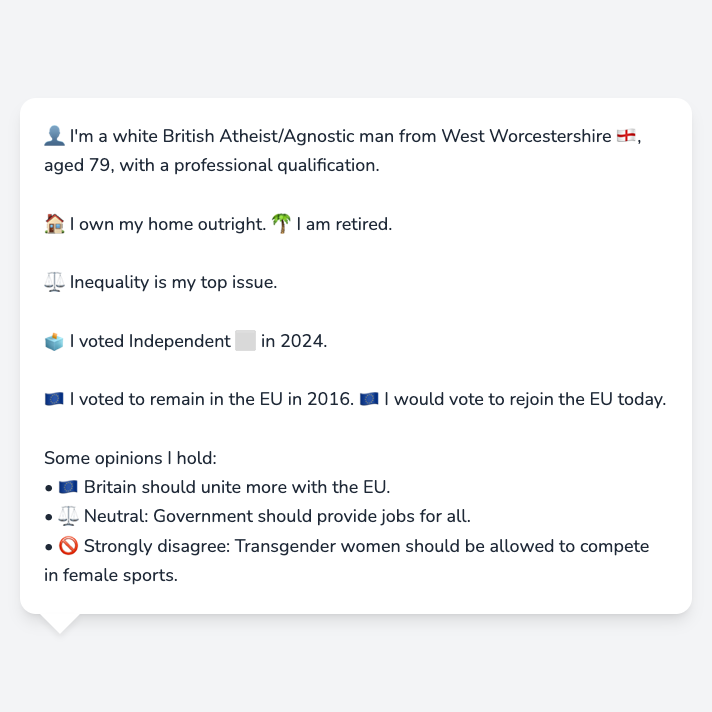 👤 I'm a white British Atheist/Agnostic man from West Worcestershire 🏴󠁧󠁢󠁥󠁮󠁧󠁿,
aged 79, with a professional qualification.
🏠 I own my home outright. 🌴 I am retired.
⚖️ Inequality is my top issue.
🗳️ I voted Independent ⬜ in 2024.
🇪🇺 I voted to remain in the EU in 2016. 🇪🇺 I would vote to rejoin the EU today.
Some opinions I hold:
• 🇪🇺 Britain should unite more with the EU.
• ⚖️ Neutral: Government should provide jobs for all.
• 🚫 Strongly disagree: Transgender women should be allowed to compete
in female sports.